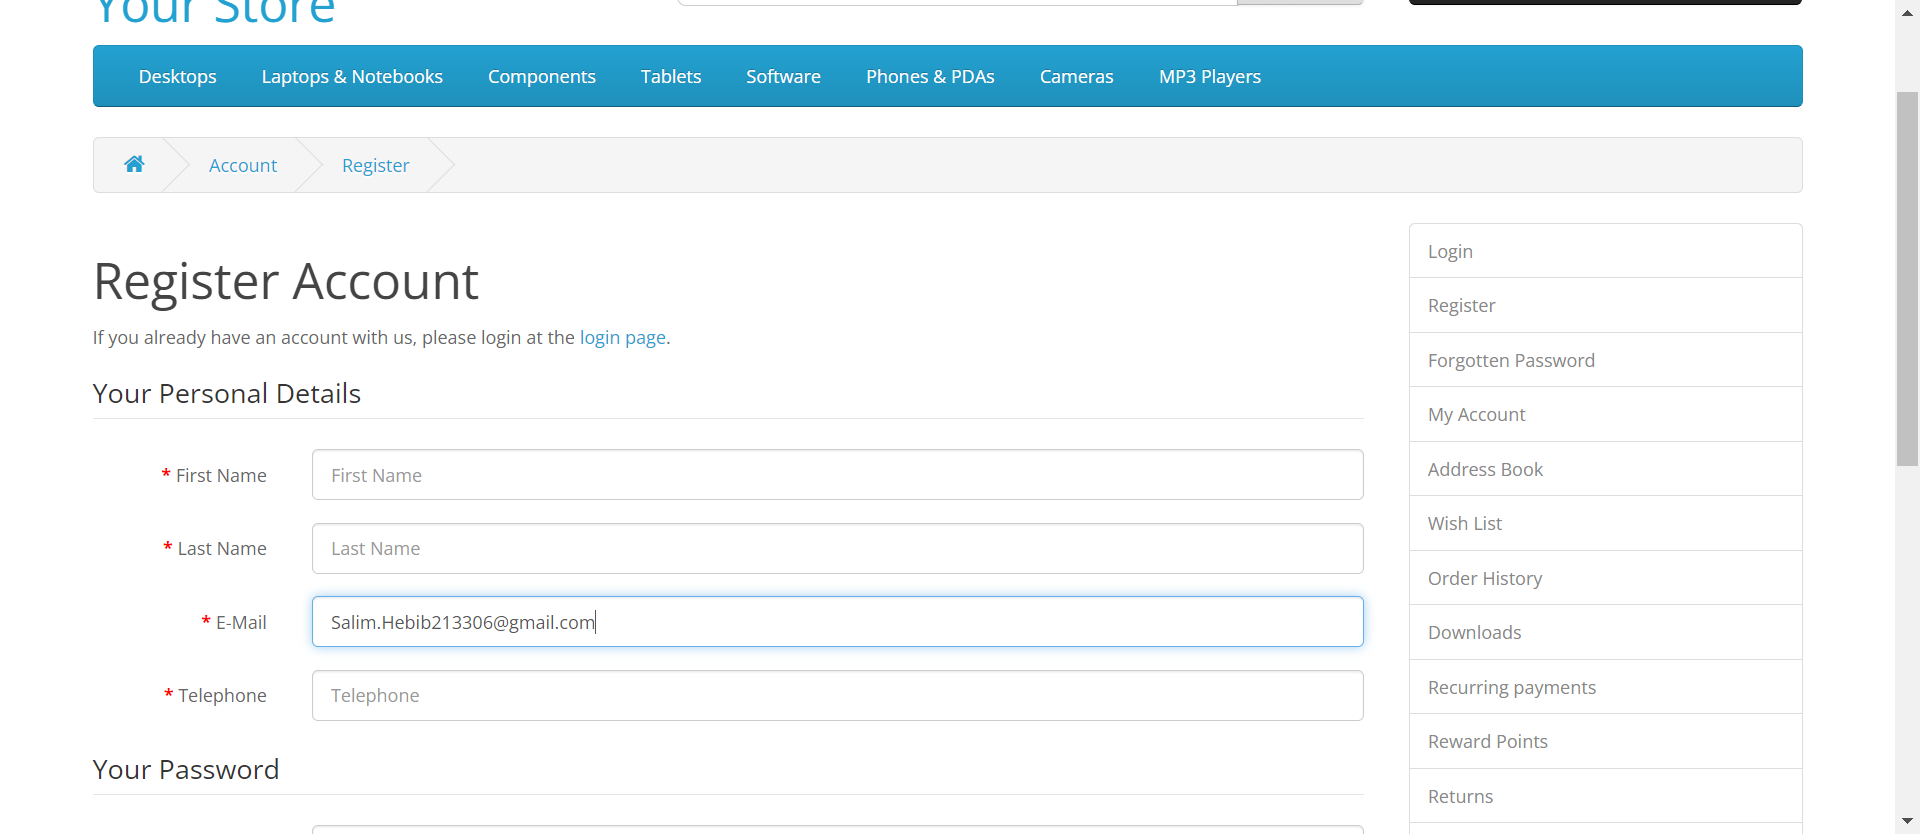 Your Store
Desktops Laptops & Notebooks Components Tablets Software Phones & PDAs Cameras MP3 Players
Account Register
Register Account
If you already have an account with us, please login at the login page.
Your Personal Details
* First Name First Name
* Last Name Last Name
* E-Mail Salim.Hebib213306@gmail.com
* Telephone Telephone
Your Password
Login
Register
Forgotten Password
My Account
Address Book
Wish List
Order History
Downloads
Recurring payments
Reward Points
Returns